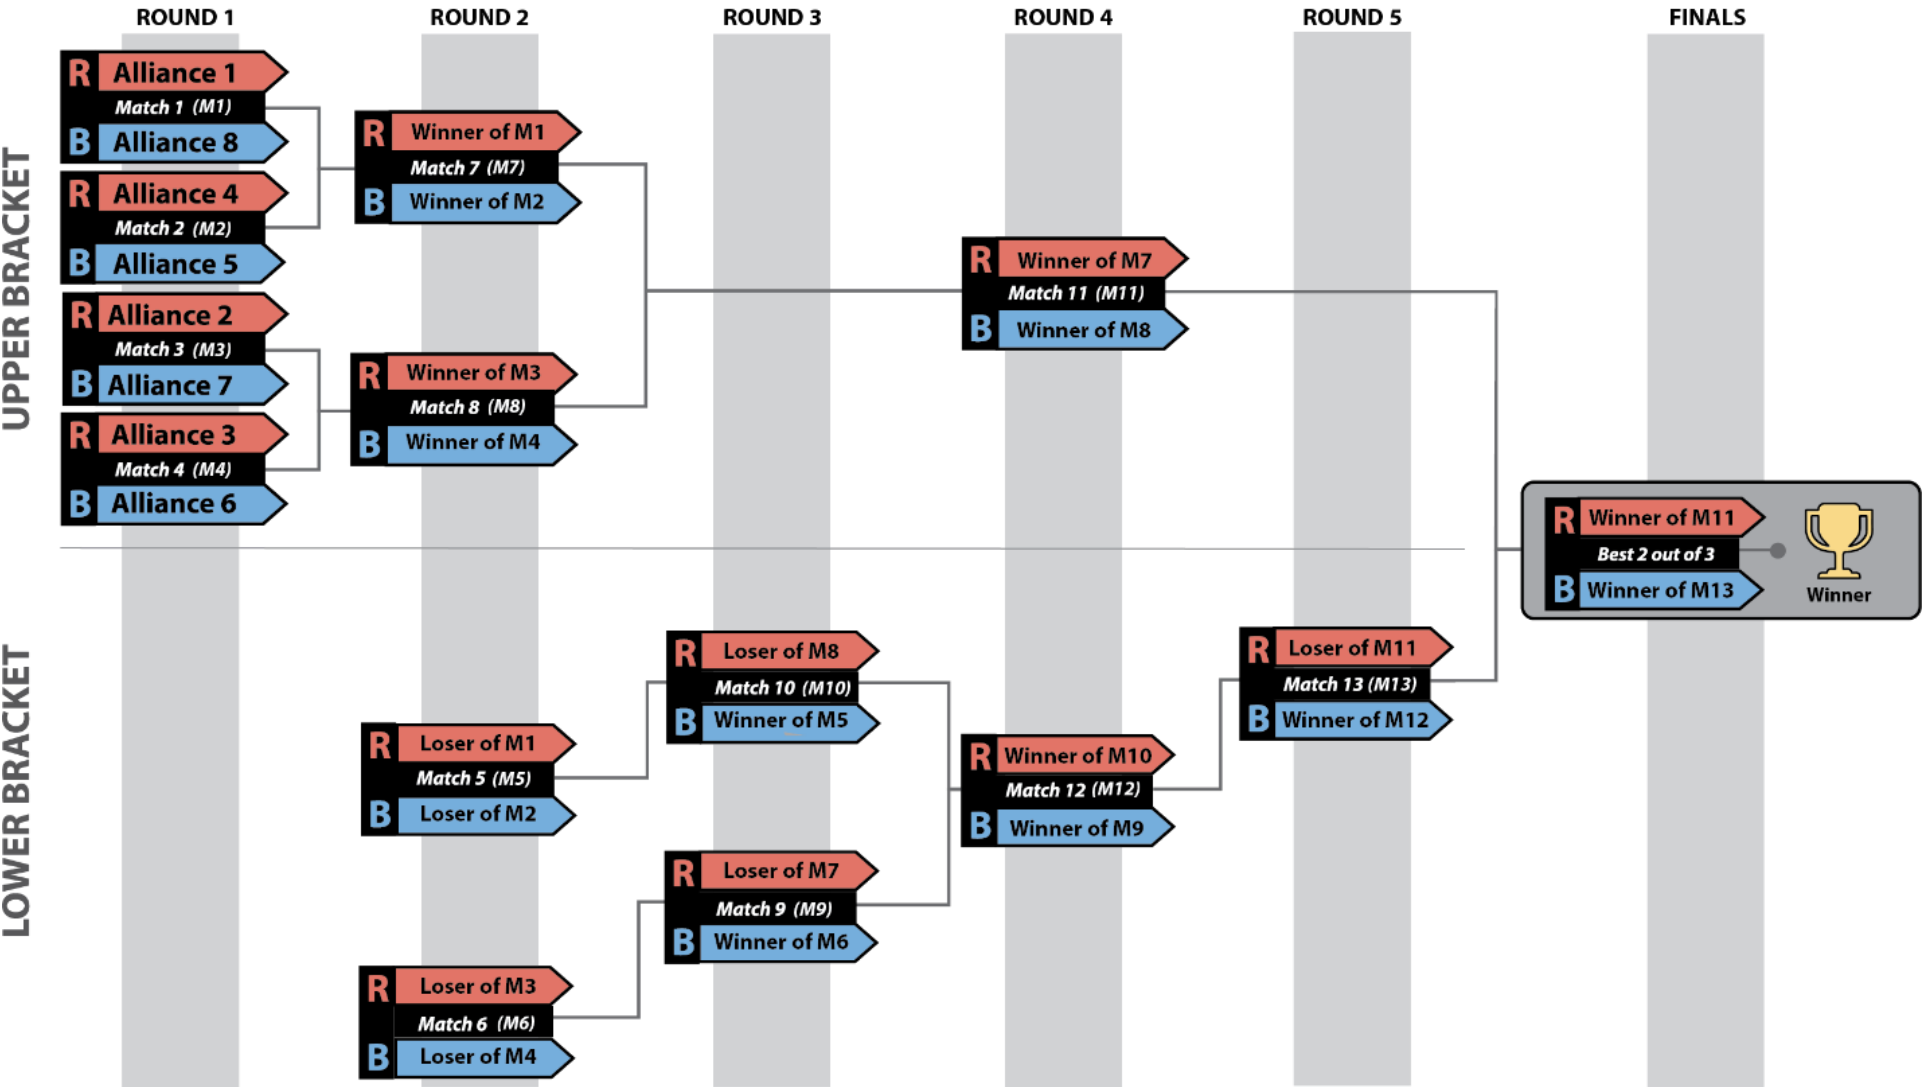 ROUND 1
ROUND 2
ROUND 3
ROUND 4
ROUND 5
FINALS
UPPER BRACKET
R Alliance 1
Match 1 (M1)
B Alliance 8
R Alliance 4
Match 2 (M2)
B Alliance 5
R Alliance 2
Match 3 (M3)
B Alliance 7
R Alliance 3
Match 4 (M4)
B Alliance 6
R Winner of M1
Match 7 (M7)
B Winner of M2
R Winner of M3
Match 8 (M8)
B Winner of M4
R Winner of M7
Match 11 (M11)
B Winner of M8
LOWER BRACKET
R Loser of M1
Match 5 (M5)
B Loser of M2
R Loser of M3
Match 6 (M6)
B Loser of M4
R Loser of M8
Match 10 (M10)
B Winner of M5
R Loser of M7
Match 9 (M9)
B Winner of M6
R Winner of M10
Match 12 (M12)
B Winner of M9
R Loser of M11
Match 13 (M13)
B Winner of M12
R Winner of M11
Best 2 out of 3
B Winner of M13
Winner